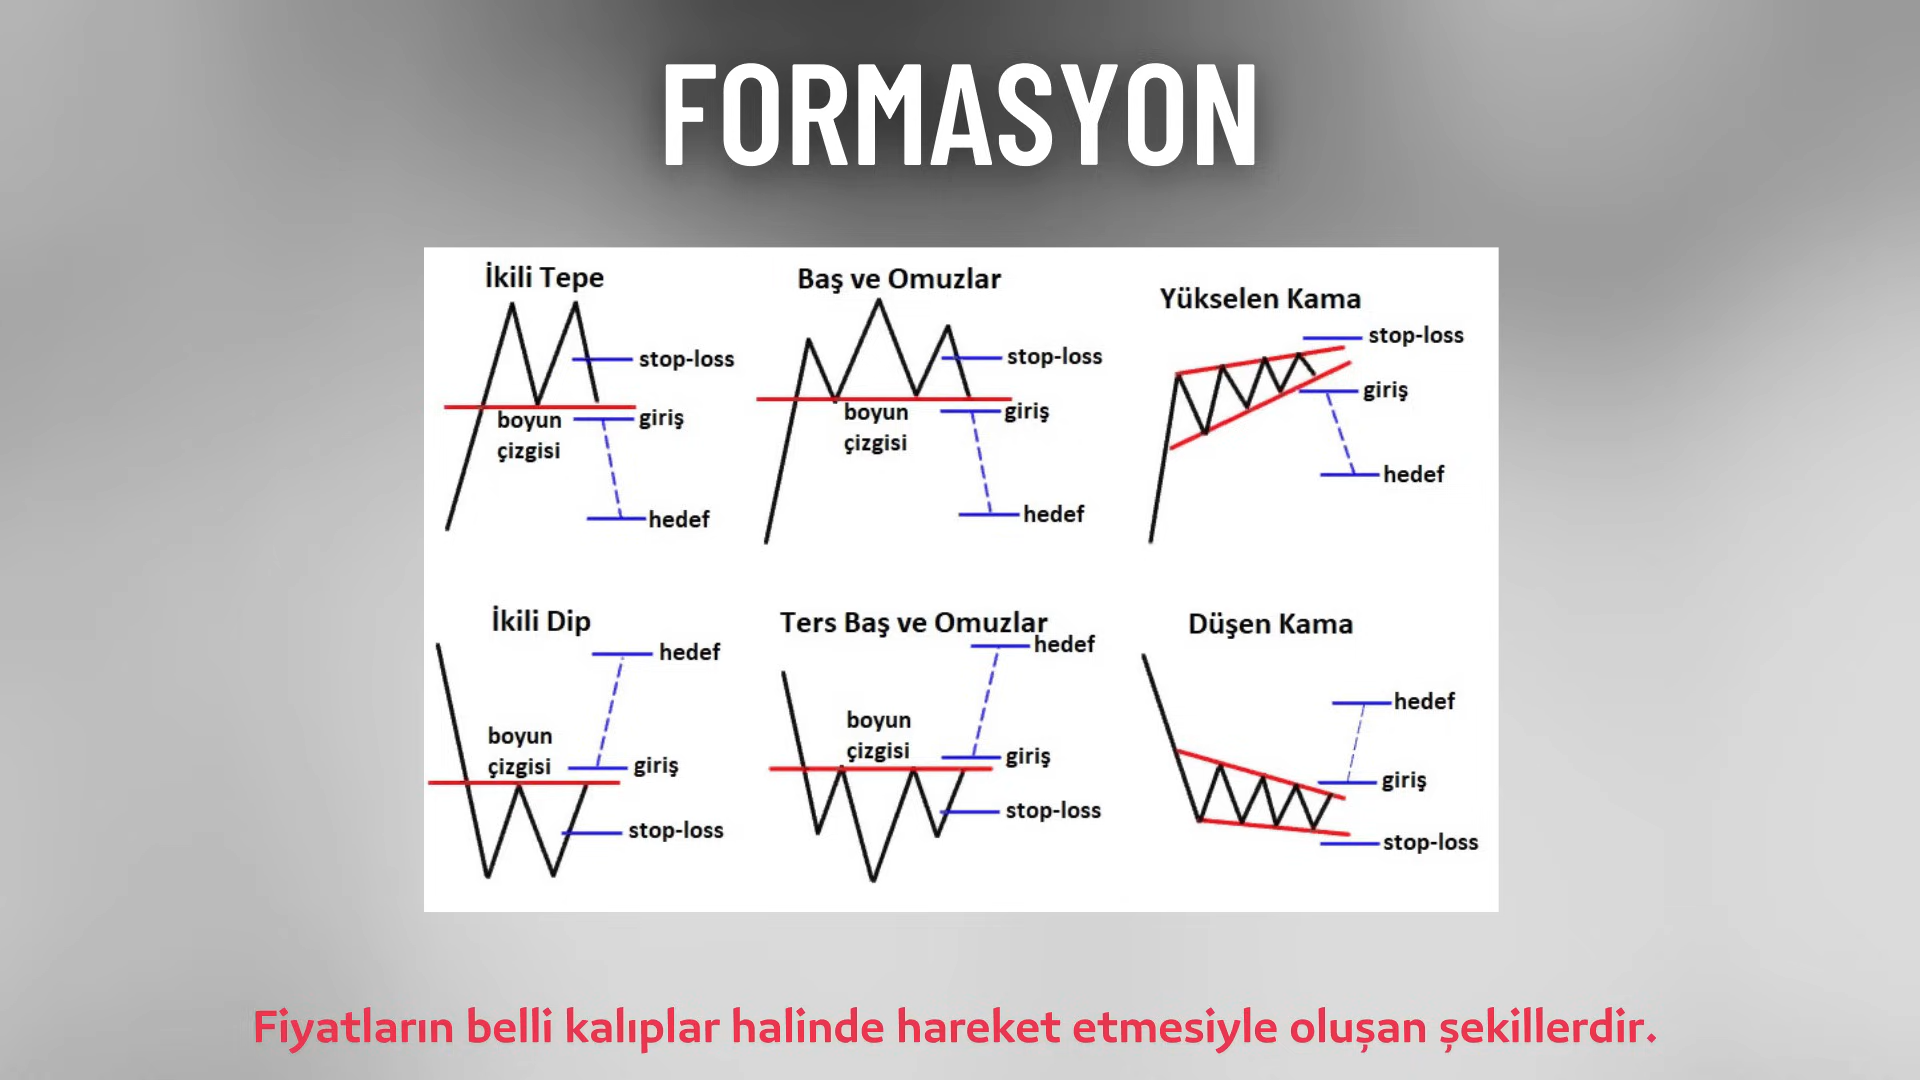 FORMASYON
İkili Tepe
stop-loss
boyun
çizgisi
giriş
hedef
Baş ve Omuzlar
stop-loss
boyun
çizgisi
giriş
hedef
Yükselen Kama
stop-loss
giriş
hedef
İkili Dip
hedef
boyun
çizgisi
giriş
stop-loss
Ters Baş ve Omuzlar
hedef
boyun
çizgisi
giriş
stop-loss
Düşen Kama
hedef
giriş
stop-loss
Fiyatların belli kalıplar halinde hareket etmesiyle oluşan şekillerdir.